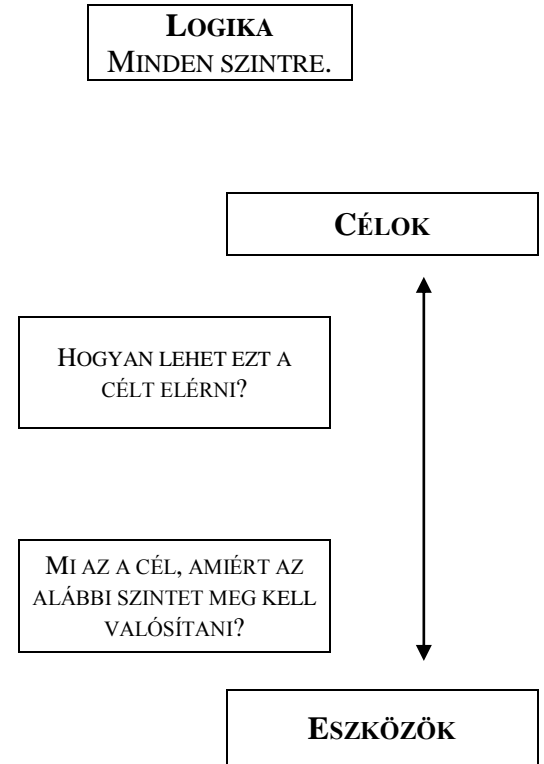 LOGIKA
MINDEN SZINTRE.
CÉLOK
HOGYAN LEHET EZT A
CÉLT ELÉRNI?
MI AZ A CÉL, AMIÉRT AZ
ALÁBBI SZINTET MEG KELL
VALÓSÍTANI?
ESZKÖZÖK